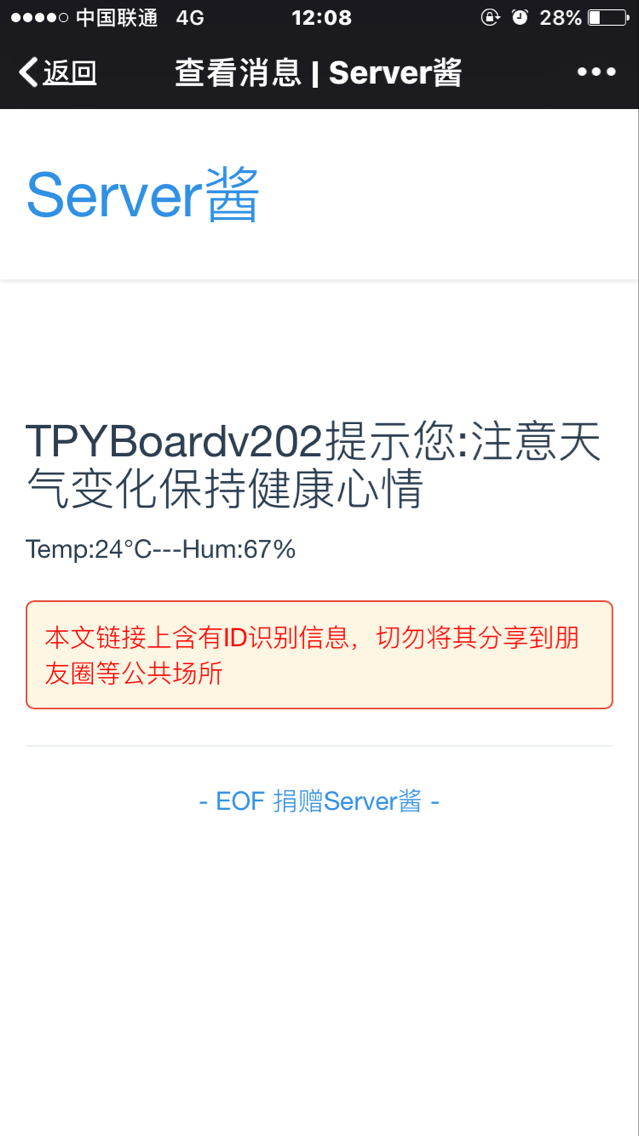 中国联通 4G 12:08 28%
返回 查看消息 | Server酱
Server酱
TPYBoardv202提示您:注意天
气变化保持健康心情
Temp:24°C---Hum:67%
本文链接上含有ID识别信息，切勿将其分享到朋
友圈等公共场所
- EOF 捐赠Server酱 -